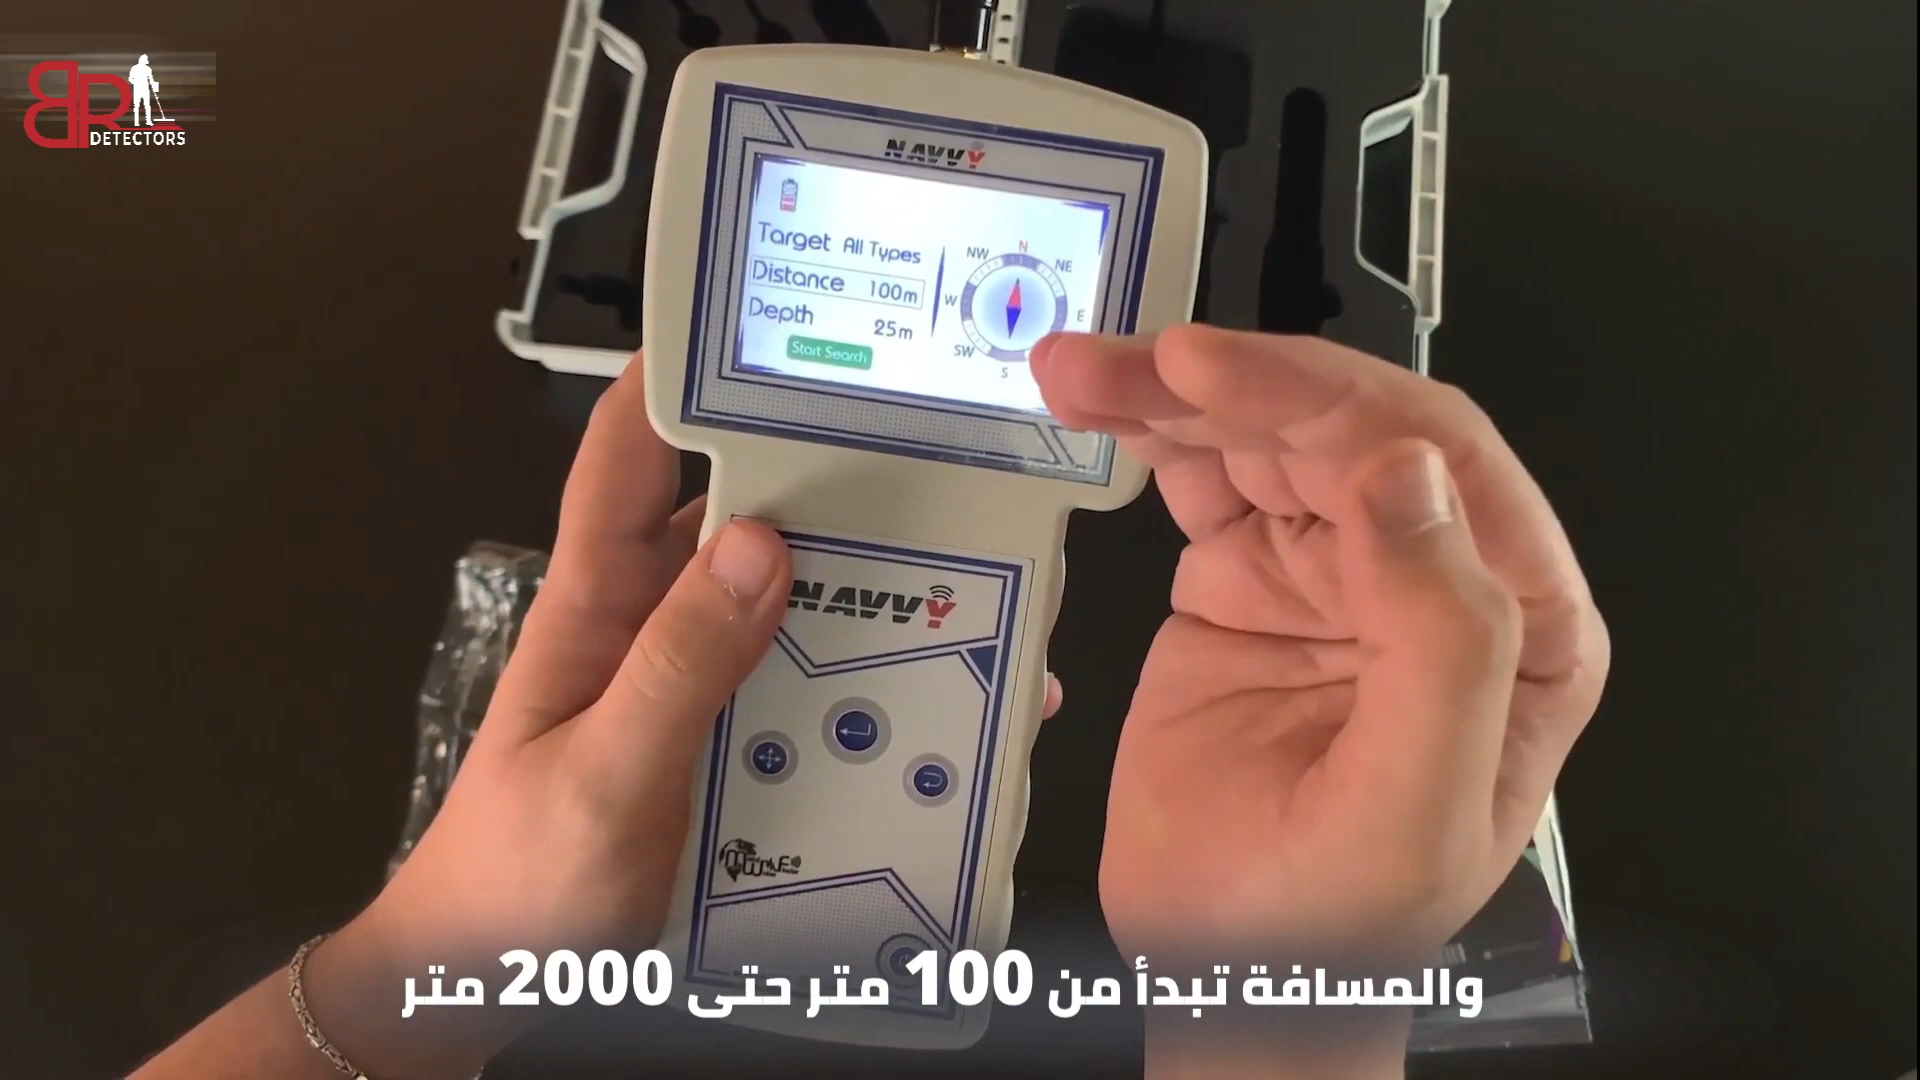 BR
DETECTORS
NAVVY
Target All Types
Distance 100m
Depth 25m
Start Search
N
NW
NE
W
E
SW
S
NAVVY
والمسافة تبدأ من 100 متر حتى 2000 متر